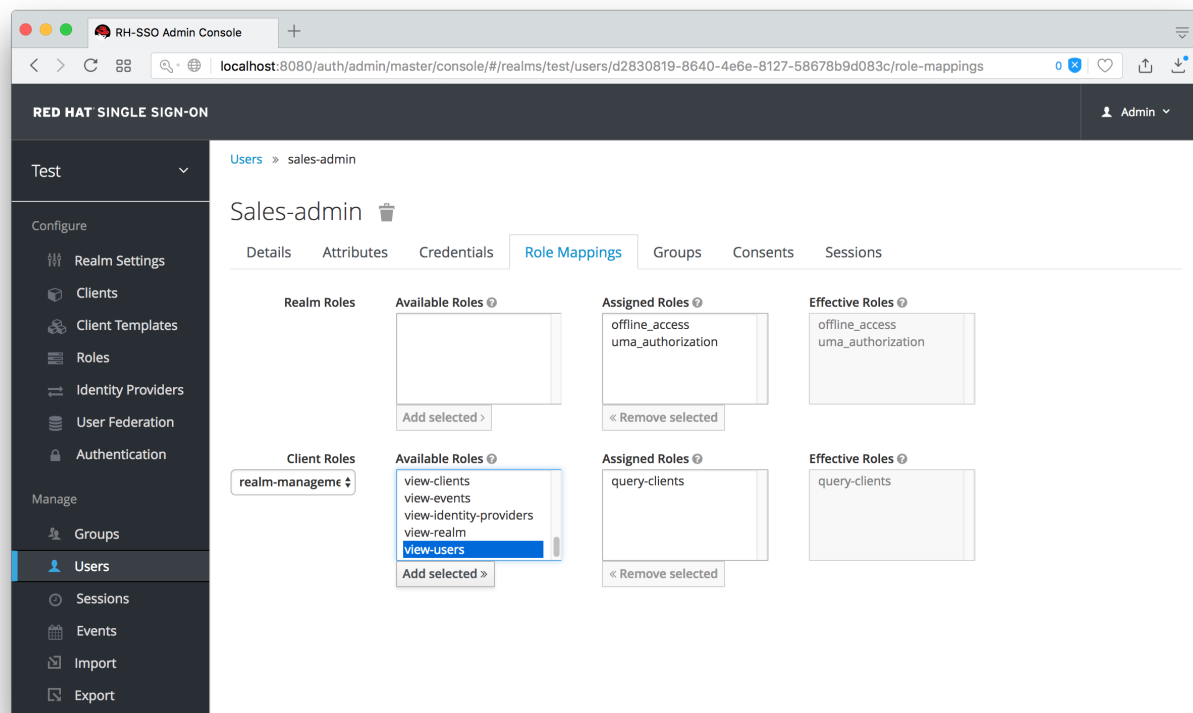 RH-SSO Admin Console
localhost:8080/auth/admin/master/console/#/realms/test/users/d2830819-8640-4e6e-8127-58678b9d083c/role-mappings
0
RED HAT SINGLE SIGN-ON
Admin
Test
Configure
Realm Settings
Clients
Client Templates
Roles
Identity Providers
User Federation
Authentication
Manage
Groups
Users
Sessions
Events
Import
Export
Users » sales-admin
Sales-admin
Details Attributes Credentials Role Mappings Groups Consents Sessions
Realm Roles
Available Roles
Add selected ›
Assigned Roles
offline_access
uma_authorization
« Remove selected
Effective Roles
offline_access
uma_authorization
Client Roles
realm-manageme
Available Roles
view-clients
view-events
view-identity-providers
view-realm
view-users
Add selected »
Assigned Roles
query-clients
« Remove selected
Effective Roles
query-clients